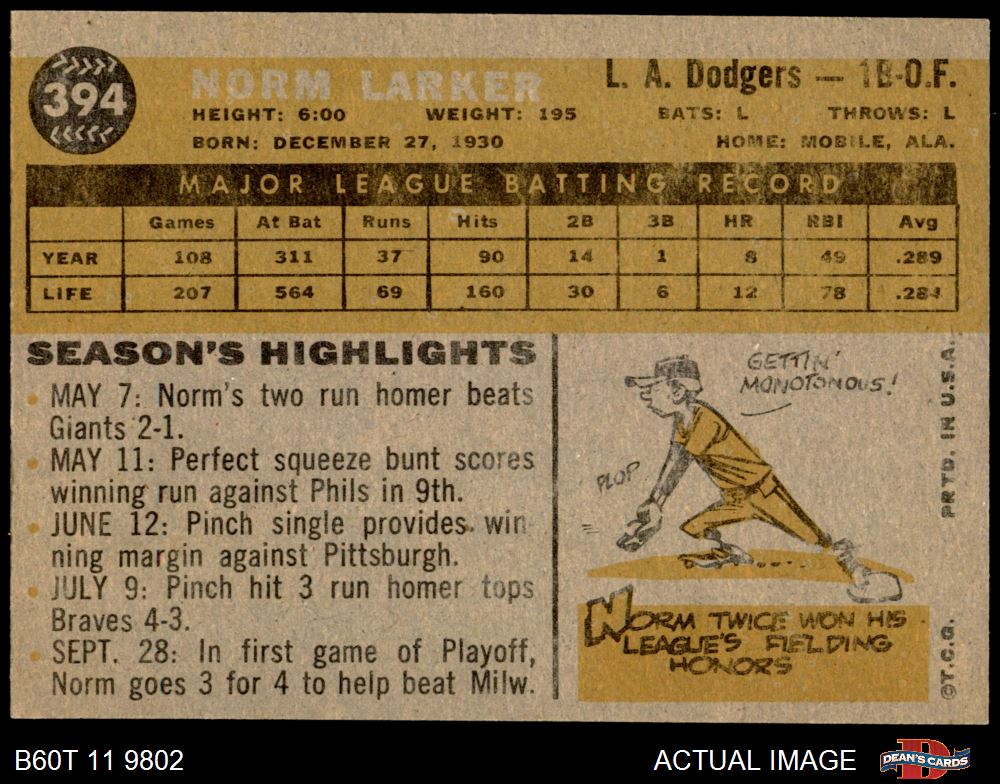 394
NORM LARKER
L. A. Dodgers — 1B-O.F.
HEIGHT: 6:00 WEIGHT: 195 BATS: L THROWS: L
BORN: DECEMBER 27, 1930 HOME: MOBILE, ALA.
MAJOR LEAGUE BATTING RECORD
Games At Bat Runs Hits 2B 3B HR RBI Avg
YEAR 108 311 37 90 14 1 8 49 .289
LIFE 207 564 69 160 30 6 12 78 .284
SEASON'S HIGHLIGHTS
• MAY 7: Norm's two run homer beats
Giants 2-1.
• MAY 11: Perfect squeeze bunt scores
winning run against Phils in 9th.
• JUNE 12: Pinch single provides win
ning margin against Pittsburgh.
• JULY 9: Pinch hit 3 run homer tops
Braves 4-3.
• SEPT. 28: In first game of Playoff,
Norm goes 3 for 4 to help beat Milw.
GETTIN'
MONOTONOUS!
PLOP
NORM TWICE WON HIS
LEAGUE'S FIELDING
HONORS
©T.C.G. PRTD. IN U.S.A.
B60T 11 9802
ACTUAL IMAGE
D
DEAN'S CARDS